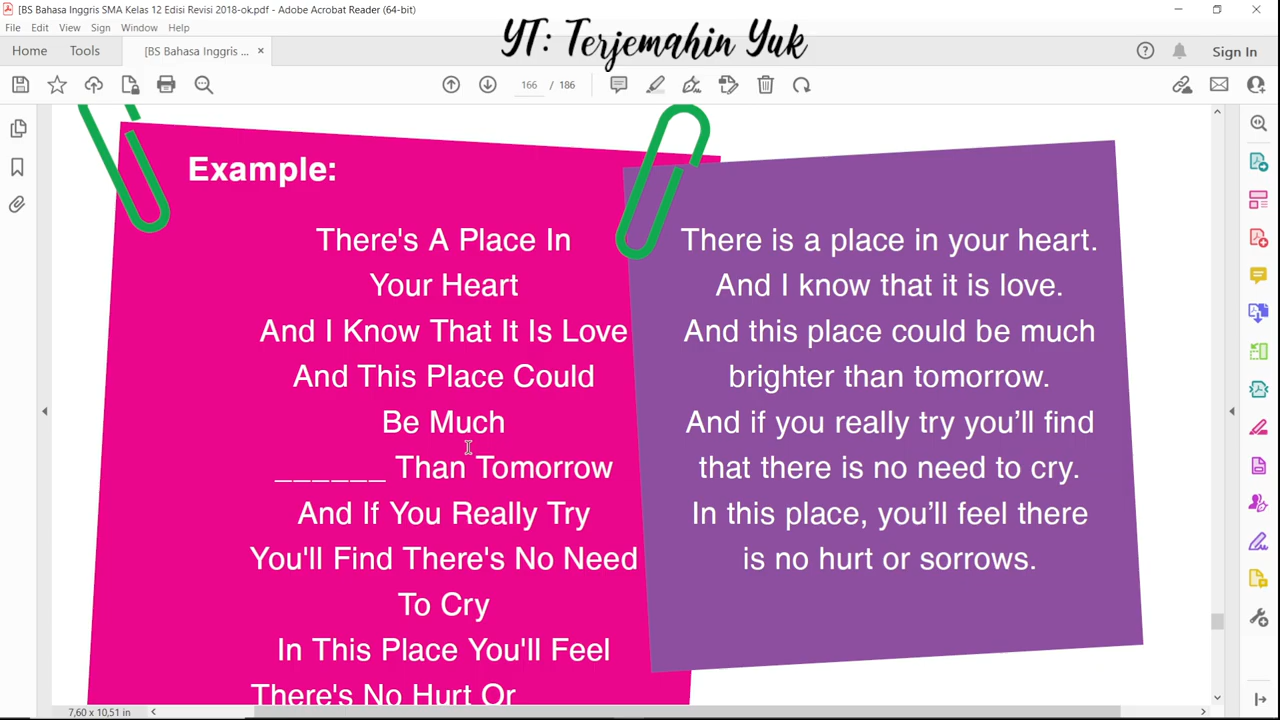 [BS Bahasa Inggris SMA Kelas 12 Edisi Revisi 2018-ok.pdf - Adobe Acrobat Reader (64-bit)
YT: Terjemahin Yuk
File Edit View Sign Window Help
Home Tools [BS Bahasa Inggris ... × Sign In
166 / 186
Example:
There's A Place In
Your Heart
And I Know That It Is Love
And This Place Could
Be Much
______ Than Tomorrow
And If You Really Try
You'll Find There's No Need
To Cry
In This Place You'll Feel
There's No Hurt Or
There is a place in your heart.
And I know that it is love.
And this place could be much
brighter than tomorrow.
And if you really try you’ll find
that there is no need to cry.
In this place, you’ll feel there
is no hurt or sorrows.
7,60 x 10,51 in